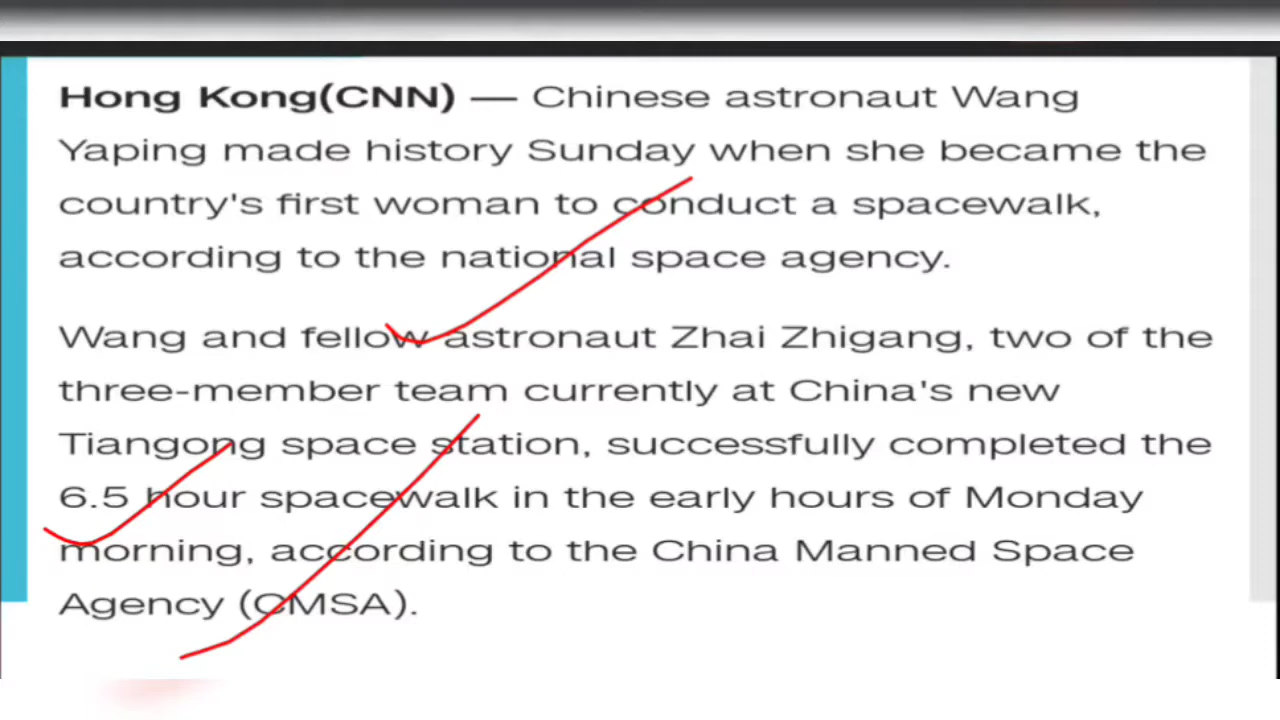 Hong Kong(CNN) — Chinese astronaut Wang
Yaping made history Sunday when she became the
country's first woman to conduct a spacewalk,
according to the national space agency.
Wang and fellow astronaut Zhai Zhigang, two of the
three-member team currently at China's new
Tiangong space station, successfully completed the
6.5 hour spacewalk in the early hours of Monday
morning, according to the China Manned Space
Agency (CMSA).